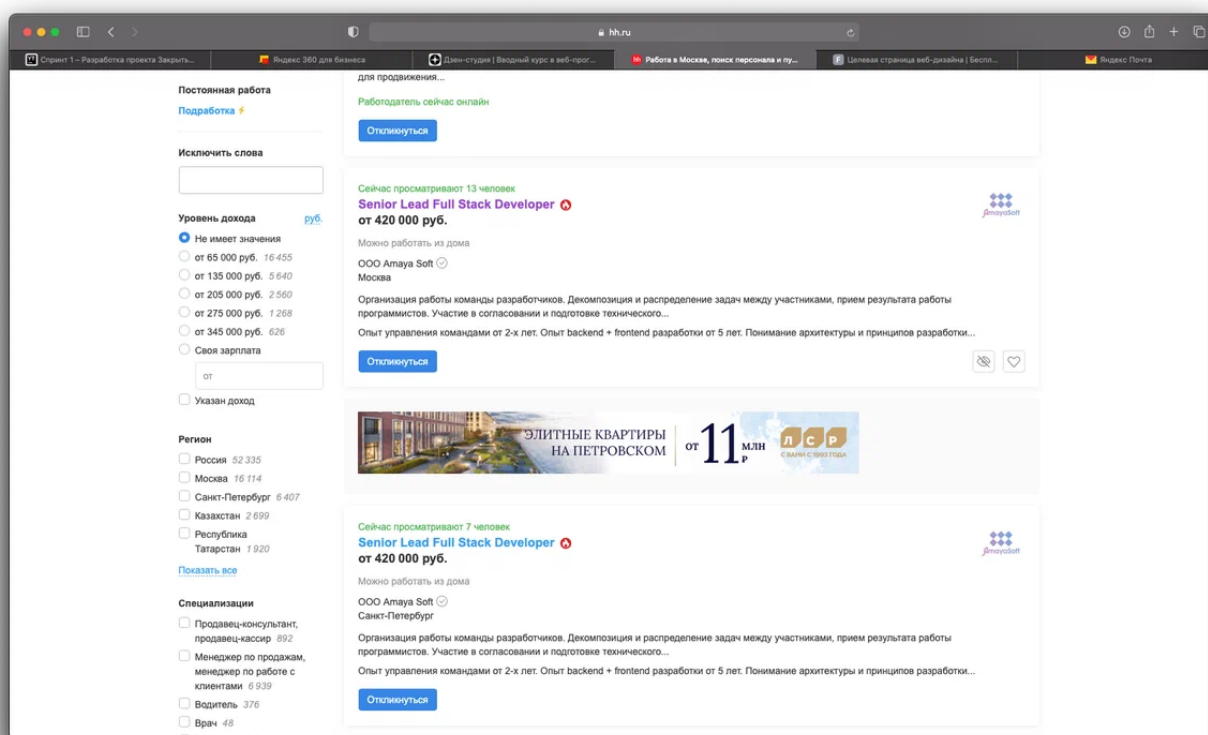 hh.ru
Спринт 1 – Разработка проекта Закрыть...
Яндекс 360 для бизнеса
Дзен-студия | Вводный курс в веб-прог...
hh
Работа в Москве, поиск персонала и пу...
F
Целевая страница веб-дизайна | Беспл...
Яндекс Почта
Постоянная работа
Подработка
Исключить слова
Уровень дохода руб.
Не имеет значения
от 65 000 руб. 16 455
от 135 000 руб. 5 640
от 205 000 руб. 2 560
от 275 000 руб. 1 268
от 345 000 руб. 626
Своя зарплата
от
Указан доход
Регион
Россия 52 335
Москва 16 114
Санкт-Петербург 6 407
Казахстан 2 699
Республика
Татарстан 1 920
Показать все
Специализации
Продавец-консультант,
продавец-кассир 892
Менеджер по продажам,
менеджер по работе с
клиентами 6 939
Водитель 376
Врач 48
для продвижения...
Работодатель сейчас онлайн
Откликнуться
Сейчас просматривают 13 человек
Senior Lead Full Stack Developer
от 420 000 руб.
AmayaSoft
Можно работать из дома
ООО Amaya Soft
Москва
Организация работы команды разработчиков. Декомпозиция и распределение задач между участниками, прием результата работы
программистов. Участие в согласовании и подготовке технического...
Опыт управления командами от 2-х лет. Опыт backend + frontend разработки от 5 лет. Понимание архитектуры и принципов разработки...
Откликнуться
ЭЛИТНЫЕ КВАРТИРЫ
НА ПЕТРОВСКОМ
от 11 МЛН Р
ЛСР
С ВАМИ С 1993 ГОДА
Сейчас просматривают 7 человек
Senior Lead Full Stack Developer
от 420 000 руб.
AmayaSoft
Можно работать из дома
ООО Amaya Soft
Санкт-Петербург
Организация работы команды разработчиков. Декомпозиция и распределение задач между участниками, прием результата работы
программистов. Участие в согласовании и подготовке технического...
Опыт управления командами от 2-х лет. Опыт backend + frontend разработки от 5 лет. Понимание архитектуры и принципов разработки...
Откликнуться